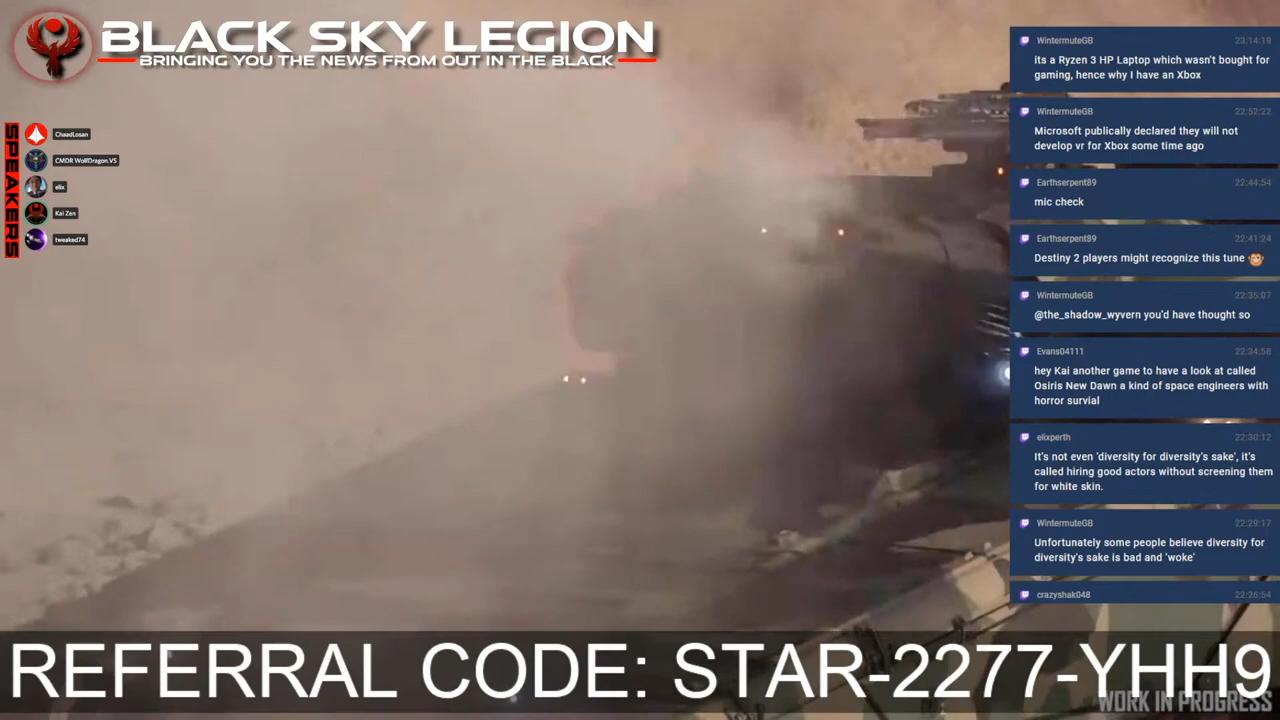 BLACK SKY LEGION
BRINGING YOU THE NEWS FROM OUT IN THE BLACK
SPEAKERS
ChaadLosan
CMDR WolfDragon.VS
elix
Kai Zen
tweaked74
WintermuteGB 23:14:19
its a Ryzen 3 HP Laptop which wasn't bought for
gaming, hence why I have an Xbox
WintermuteGB 22:52:22
Microsoft publically declared they will not
develop vr for Xbox some time ago
Earthserpent89 22:44:54
mic check
Earthserpent89 22:41:24
Destiny 2 players might recognize this tune
WintermuteGB 22:35:07
@the_shadow_wyvern you'd have thought so
Evans04111 22:34:58
hey Kai another game to have a look at called
Osiris New Dawn a kind of space engineers with
horror survial
elixperth 22:30:12
It's not even 'diversity for diversity's sake', it's
called hiring good actors without screening them
for white skin.
WintermuteGB 22:29:17
Unfortunately some people believe diversity for
diversity's sake is bad and 'woke'
crazyshak048 22:26:54
REFERRAL CODE: STAR-2277-YHH9
WORK IN PROGRESS